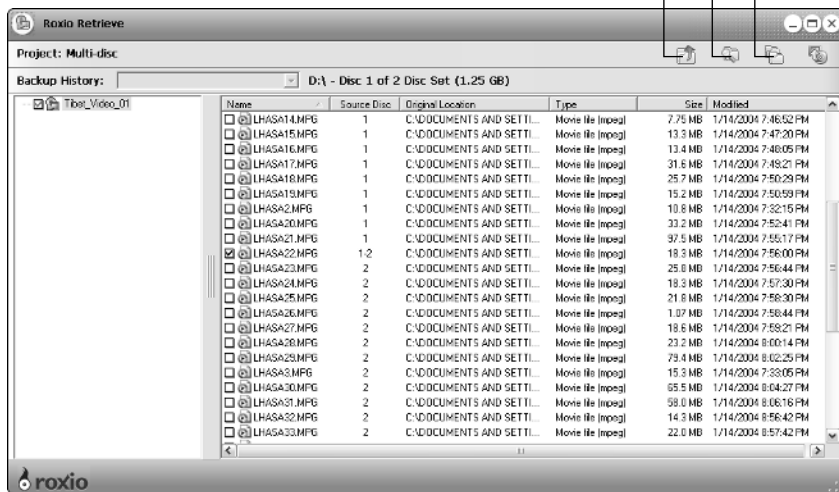 Roxio Retrieve
Project: Multi-disc
Backup History: D:\ - Disc 1 of 2 Disc Set (1.25 GB)
Tibet_Video_01
Name Source Disc Original Location Type Size Modified
LHASA14.MPG 1 C:\DOCUMENTS AND SETTI... Movie file (mpeg) 7.75 MB 1/14/2004 7:46:52 PM
LHASA15.MPG 1 C:\DOCUMENTS AND SETTI... Movie file (mpeg) 13.3 MB 1/14/2004 7:47:20 PM
LHASA16.MPG 1 C:\DOCUMENTS AND SETTI... Movie file (mpeg) 13.4 MB 1/14/2004 7:48:05 PM
LHASA17.MPG 1 C:\DOCUMENTS AND SETTI... Movie file (mpeg) 31.6 MB 1/14/2004 7:49:21 PM
LHASA18.MPG 1 C:\DOCUMENTS AND SETTI... Movie file (mpeg) 25.7 MB 1/14/2004 7:50:29 PM
LHASA19.MPG 1 C:\DOCUMENTS AND SETTI... Movie file (mpeg) 15.2 MB 1/14/2004 7:50:59 PM
LHASA2.MPG 1 C:\DOCUMENTS AND SETTI... Movie file (mpeg) 10.8 MB 1/14/2004 7:32:15 PM
LHASA20.MPG 1 C:\DOCUMENTS AND SETTI... Movie file (mpeg) 33.2 MB 1/14/2004 7:52:41 PM
LHASA21.MPG 1 C:\DOCUMENTS AND SETTI... Movie file (mpeg) 97.5 MB 1/14/2004 7:55:17 PM
LHASA22.MPG 1-2 C:\DOCUMENTS AND SETTI... Movie file (mpeg) 18.3 MB 1/14/2004 7:56:00 PM
LHASA23.MPG 2 C:\DOCUMENTS AND SETTI... Movie file (mpeg) 25.8 MB 1/14/2004 7:56:44 PM
LHASA24.MPG 2 C:\DOCUMENTS AND SETTI... Movie file (mpeg) 18.3 MB 1/14/2004 7:57:30 PM
LHASA25.MPG 2 C:\DOCUMENTS AND SETTI... Movie file (mpeg) 21.8 MB 1/14/2004 7:58:30 PM
LHASA26.MPG 2 C:\DOCUMENTS AND SETTI... Movie file (mpeg) 1.07 MB 1/14/2004 7:58:44 PM
LHASA27.MPG 2 C:\DOCUMENTS AND SETTI... Movie file (mpeg) 18.6 MB 1/14/2004 7:59:21 PM
LHASA28.MPG 2 C:\DOCUMENTS AND SETTI... Movie file (mpeg) 23.2 MB 1/14/2004 8:00:14 PM
LHASA29.MPG 2 C:\DOCUMENTS AND SETTI... Movie file (mpeg) 79.4 MB 1/14/2004 8:02:25 PM
LHASA3.MPG 2 C:\DOCUMENTS AND SETTI... Movie file (mpeg) 15.3 MB 1/14/2004 7:33:05 PM
LHASA30.MPG 2 C:\DOCUMENTS AND SETTI... Movie file (mpeg) 65.5 MB 1/14/2004 8:04:27 PM
LHASA31.MPG 2 C:\DOCUMENTS AND SETTI... Movie file (mpeg) 58.0 MB 1/14/2004 8:06:16 PM
LHASA32.MPG 2 C:\DOCUMENTS AND SETTI... Movie file (mpeg) 14.3 MB 1/14/2004 8:56:42 PM
LHASA33.MPG 2 C:\DOCUMENTS AND SETTI... Movie file (mpeg) 22.0 MB 1/14/2004 8:57:42 PM
roxio